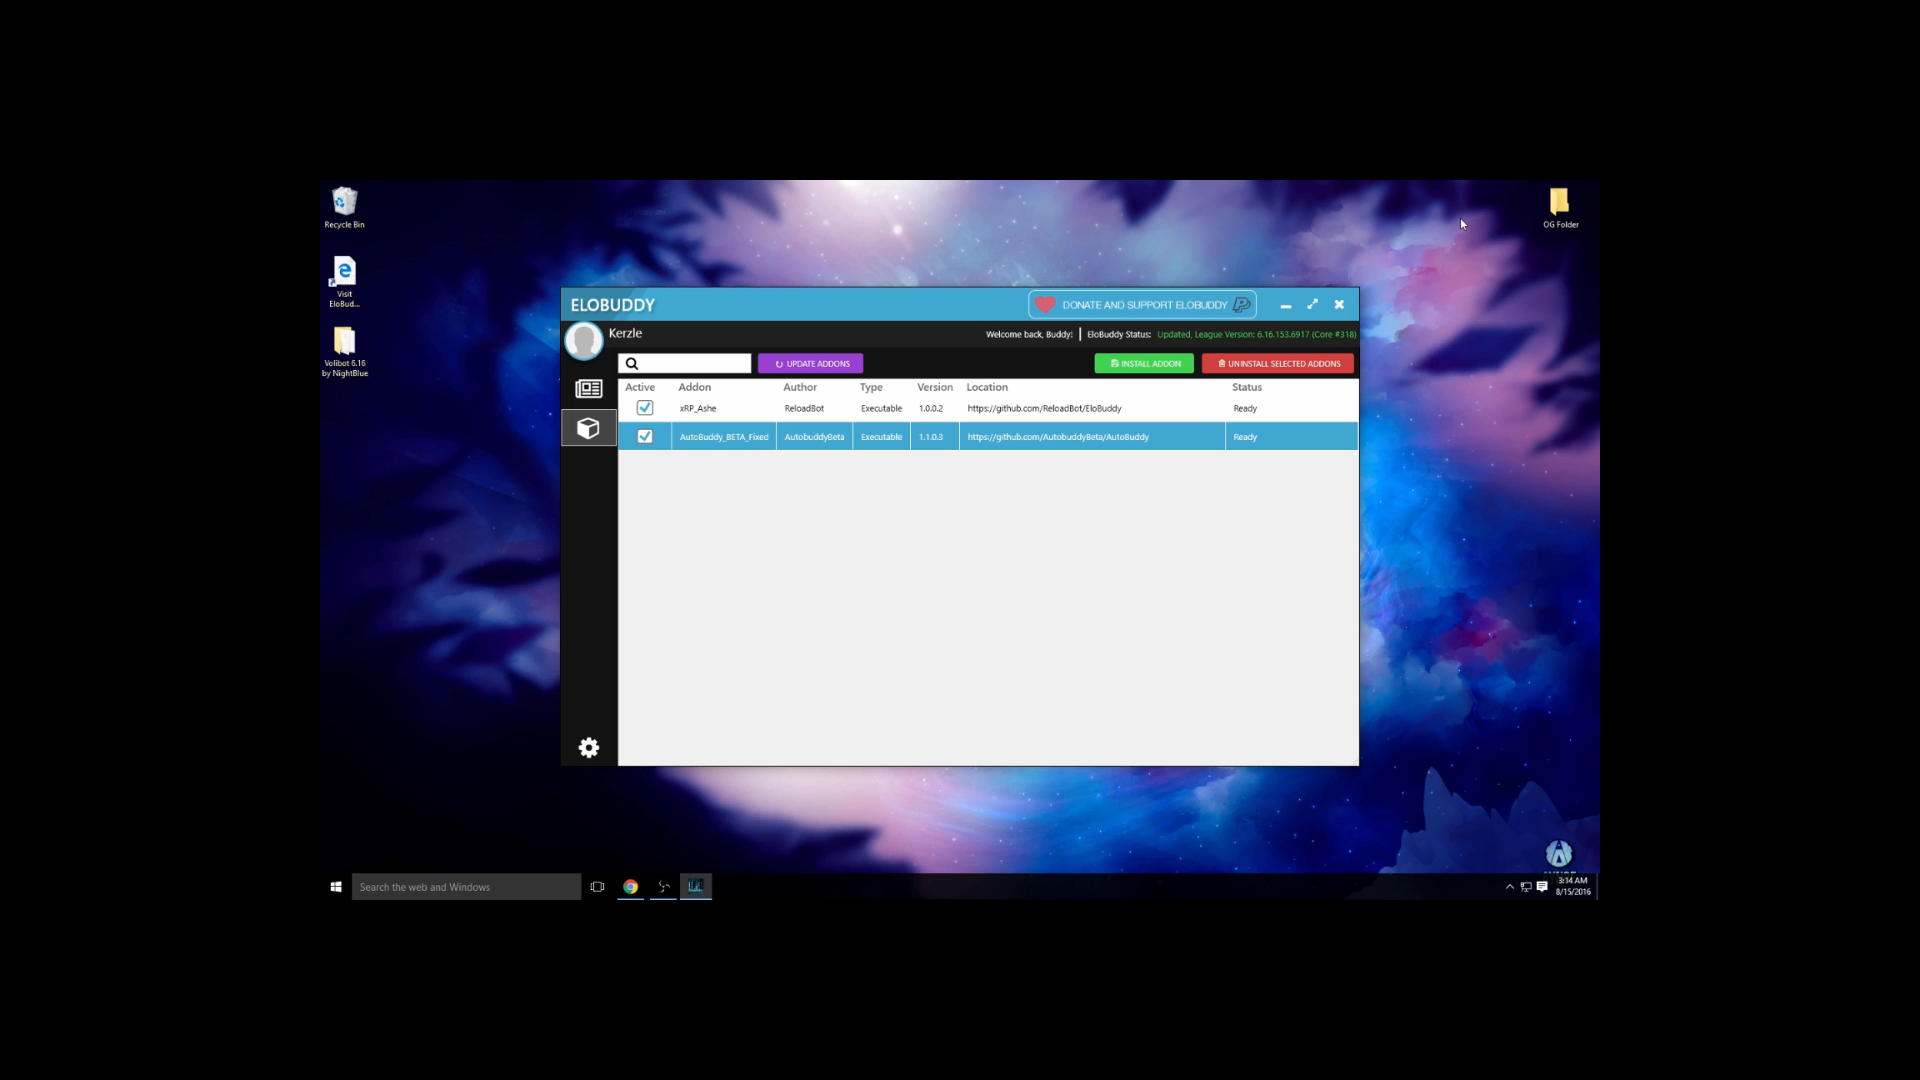 Recycle Bin
OG Folder
Visit
EloBud...
Volibot 6.16
by NightBlue
ELOBUDDY
DONATE AND SUPPORT ELOBUDDY
Kerzle
Welcome back, Buddy!
EloBuddy Status: Updated, League Version: 6.16.153.6917 (Core #318)
UPDATE ADDONS
INSTALL ADDON
UNINSTALL SELECTED ADDONS
Active Addon Author Type Version Location Status
xRP_Ashe ReloadBot Executable 1.0.0.2 https://github.com/ReloadBot/EloBuddy Ready
AutoBuddy_BETA_Fixed AutobuddyBeta Executable 1.1.0.3 https://github.com/AutobuddyBeta/AutoBuddy Ready
Search the web and Windows
3:14 AM
8/15/2016